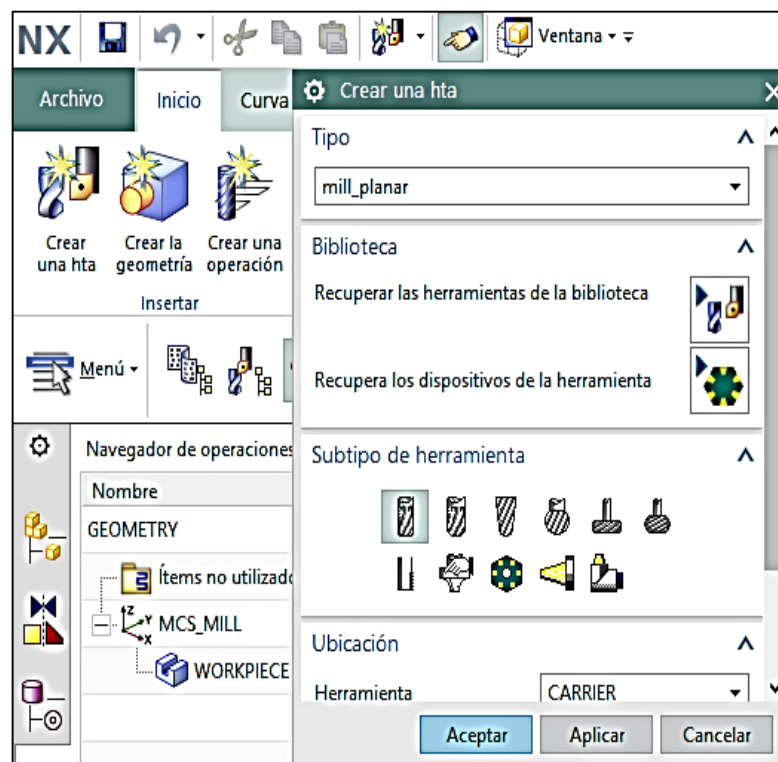 NX
Ventana
Archivo
Inicio
Curva
Crear
una hta
Crear la
geometría
Crear una
operación
Insertar
Menú
Navegador de operaciones
Nombre
GEOMETRY
Ítems no utilizado
MCS_MILL
WORKPIECE
Crear una hta
Tipo
mill_planar
Biblioteca
Recuperar las herramientas de la biblioteca
Recupera los dispositivos de la herramienta
Subtipo de herramienta
Ubicación
Herramienta
CARRIER
Aceptar
Aplicar
Cancelar